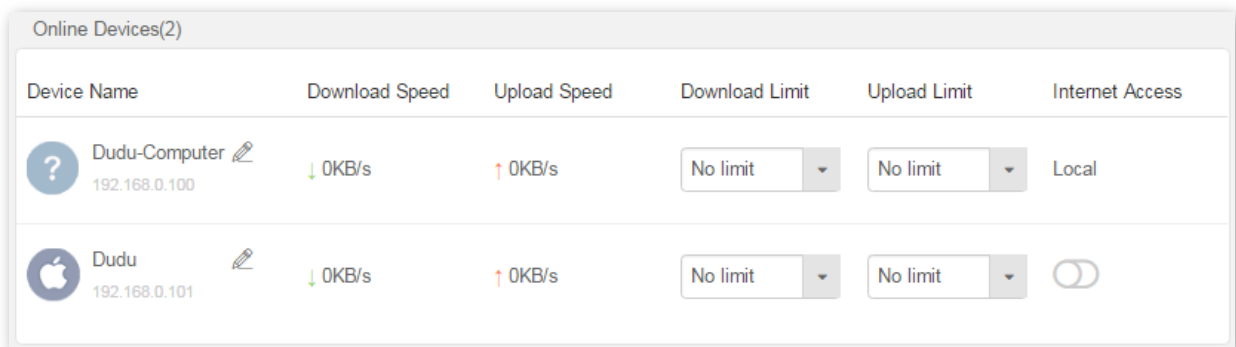 Online Devices(2)
Device Name Download Speed Upload Speed Download Limit Upload Limit Internet Access
? Dudu-Computer ↓ 0KB/s ↑ 0KB/s No limit No limit Local
192.168.0.100
Dudu ↓ 0KB/s ↑ 0KB/s No limit No limit
192.168.0.101